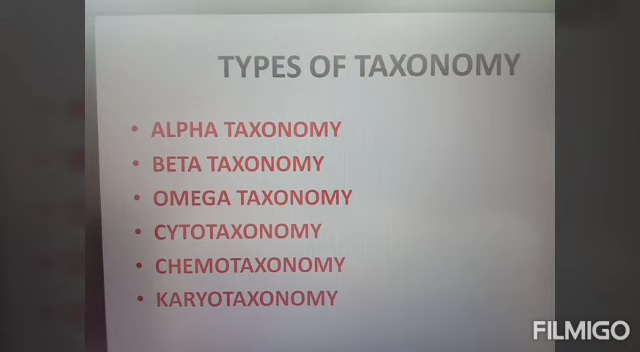 TYPES OF TAXONOMY
• ALPHA TAXONOMY
• BETA TAXONOMY
• OMEGA TAXONOMY
• CYTOTAXONOMY
• CHEMOTAXONOMY
• KARYOTAXONOMY
FILMIGO